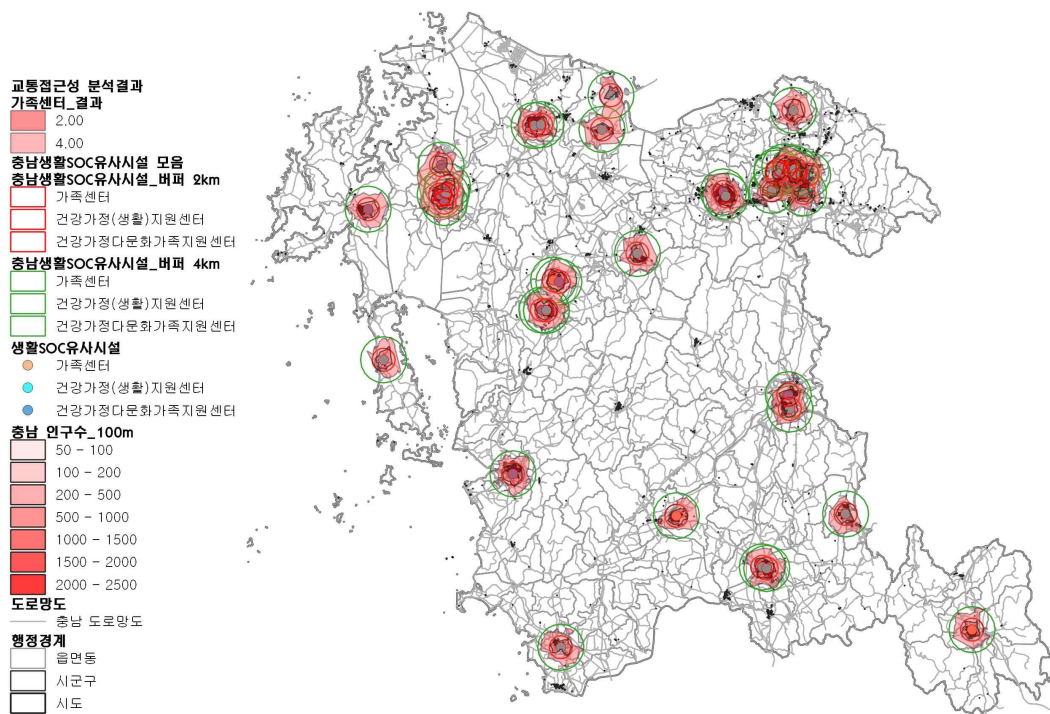 교통접근성 분석결과
가족센터_결과
2.00
4.00
충남생활SOC유사시설 모음
충남생활SOC유사시설_버퍼 2km
가족센터
건강가정(생활)지원센터
건강가정다문화가족지원센터
충남생활SOC유사시설_버퍼 4km
가족센터
건강가정(생활)지원센터
건강가정다문화가족지원센터
생활SOC유사시설
가족센터
건강가정(생활)지원센터
건강가정다문화가족지원센터
충남 인구수_100m
50 - 100
100 - 200
200 - 500
500 - 1000
1000 - 1500
1500 - 2000
2000 - 2500
도로망도
충남 도로망도
행정경계
읍면동
시군구
시도